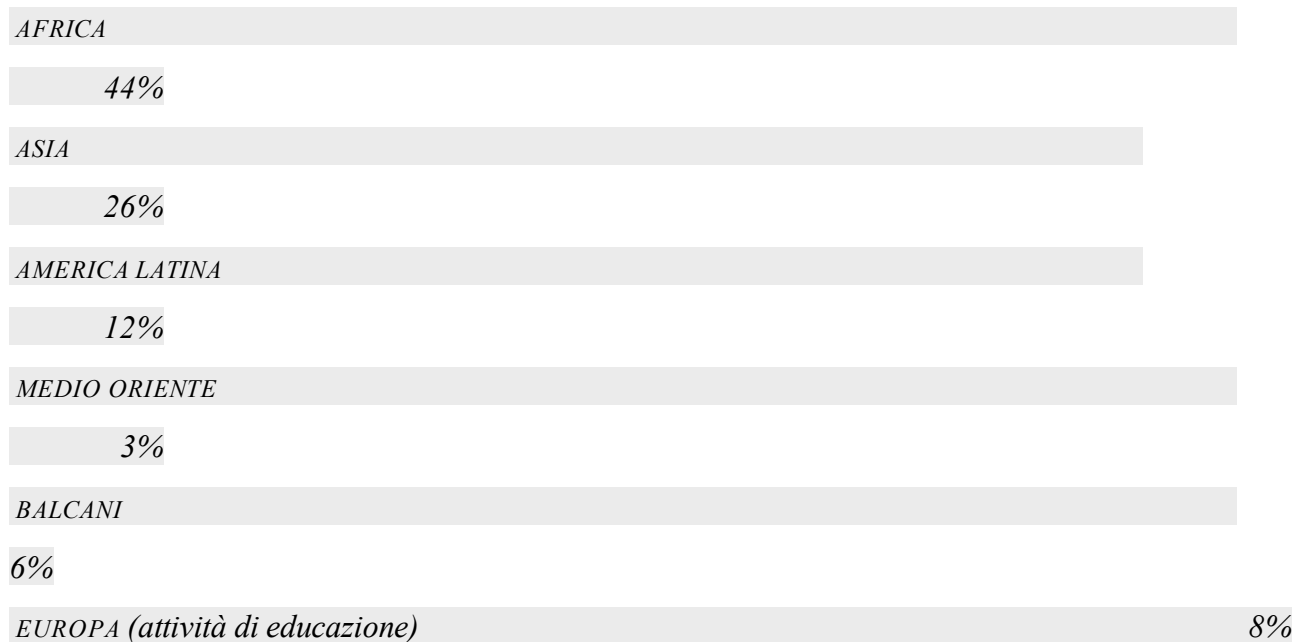 AFRICA
44%
ASIA
26%
AMERICA LATINA
12%
MEDIO ORIENTE
3%
BALCANI
6%
EUROPA (attività di educazione) 8%